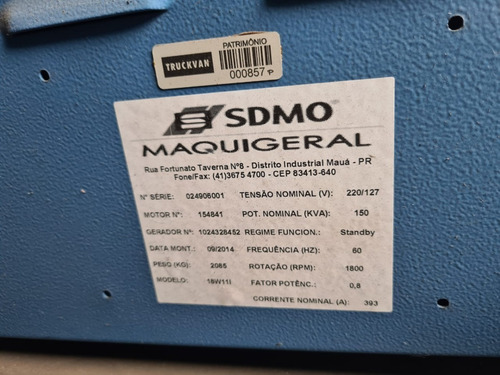 PATRIMÔNIO
TRUCKVAN
000857 P
SDMO®
MAQUIGERAL
Rua Fortunato Taverna Nº8 - Distrito Industrial Mauá - PR
Fone/Fax: (41)3675 4700 - CEP 83413-640
Nº SÉRIE: 024906001 TENSÃO NOMINAL (V): 220/127
MOTOR Nº: 154841 POT. NOMINAL (KVA): 150
GERADOR Nº: 1024328452 REGIME FUNCION.: Standby
DATA MONT.: 09/2014 FREQUÊNCIA (HZ): 60
PESO (KG): 2085 ROTAÇÃO (RPM): 1800
MODELO: 18W11I FATOR POTÊNC.: 0,8
CORRENTE NOMINAL (A): 393